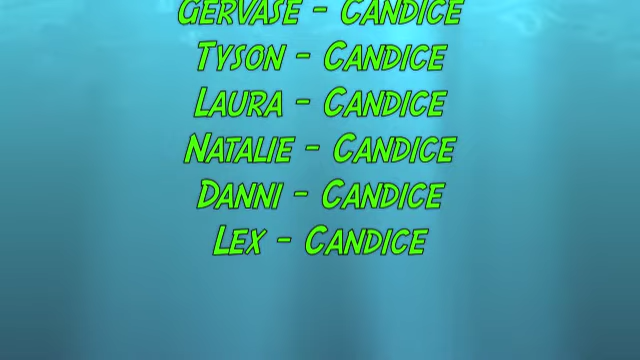 Gervase - Candice
Tyson - Candice
Laura - Candice
Natalie - Candice
Danni - Candice
Lex - Candice